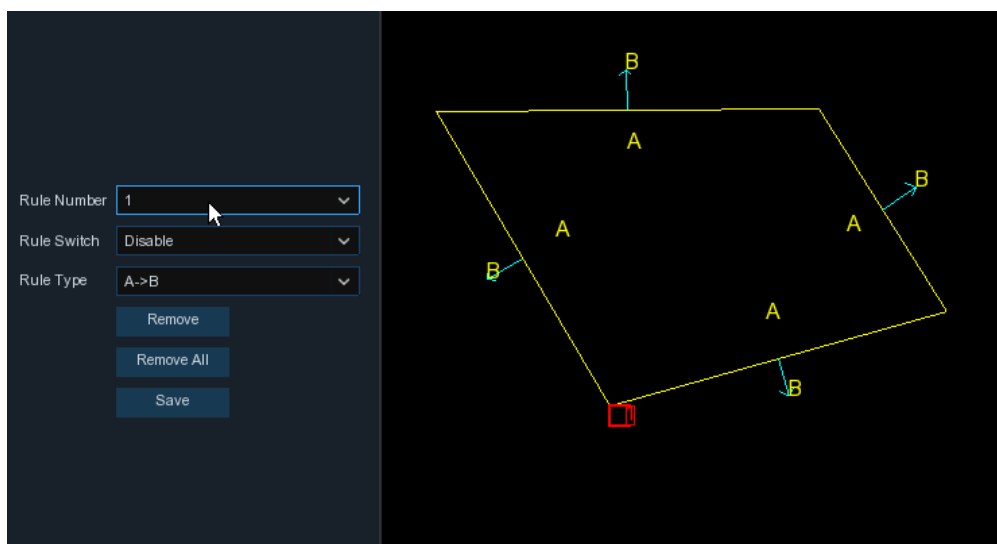 Rule Number 1
Rule Switch Disable
Rule Type A->B
Remove
Remove All
Save
B
A
B
A
A
B
A
B